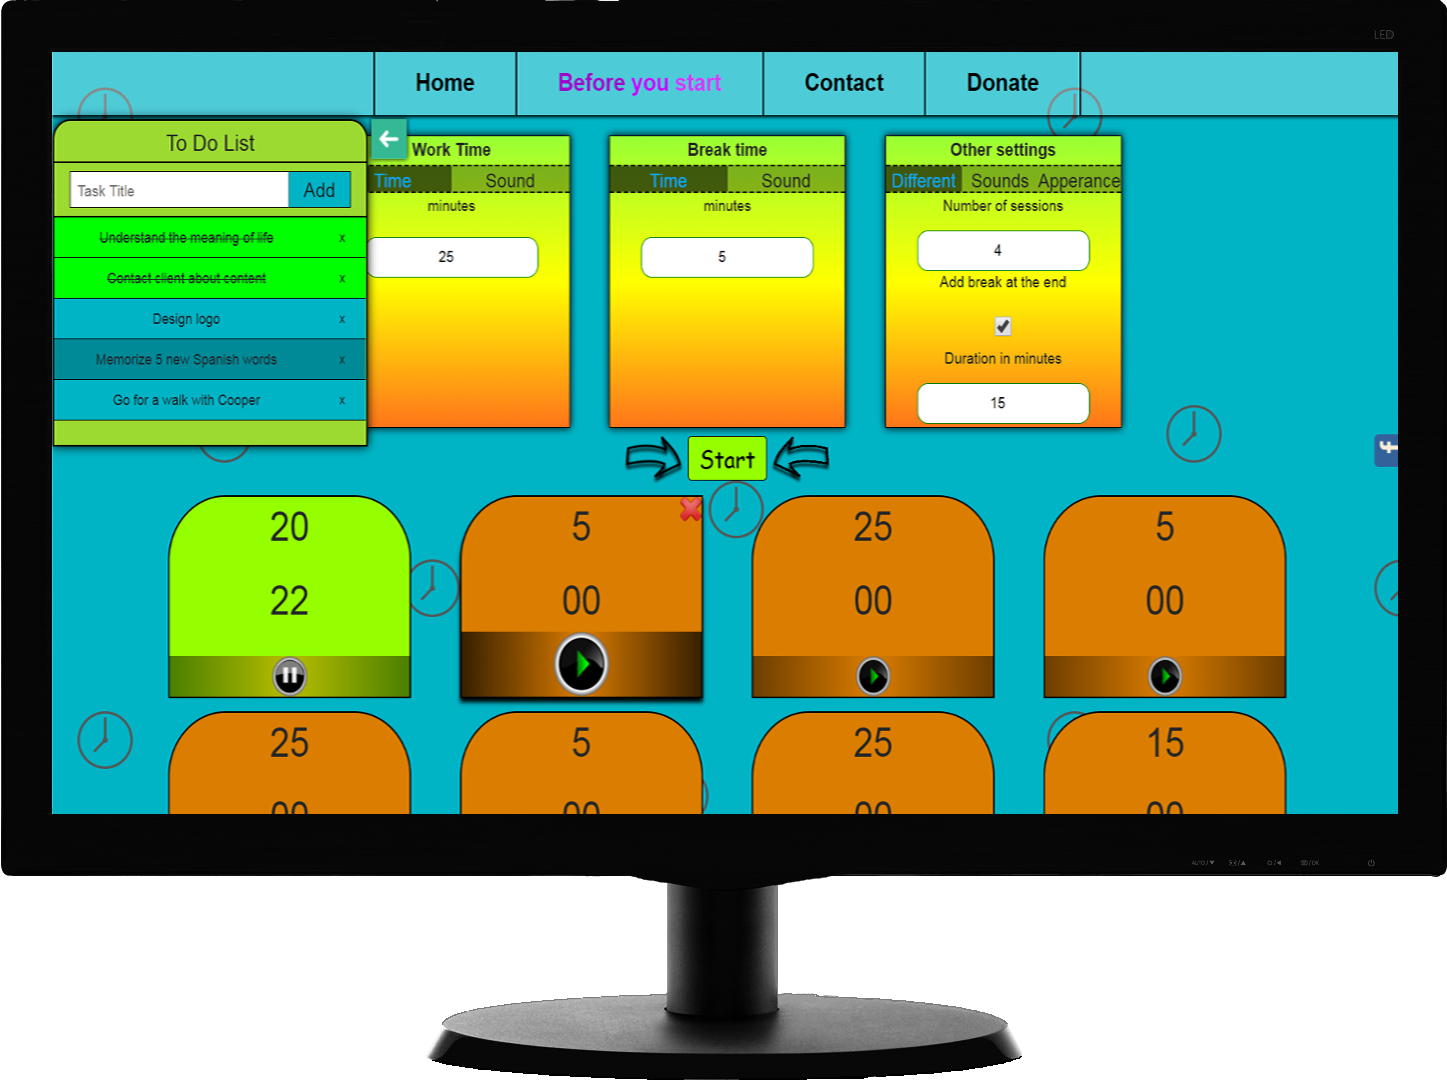 LED
Home
Before you start
Contact
Donate
To Do List
Task Title
Add
Understand the meaning of life x
Contact client about content x
Design logo x
Memorize 5 new Spanish words x
Go for a walk with Cooper x
Work Time
Time Sound
minutes
25
Break time
Time Sound
minutes
5
Other settings
Different Sounds Apperance
Number of sessions
4
Add break at the end
Duration in minutes
15
Start
20
22
5
00
25
00
5
00
25
00
5
00
25
00
15
00